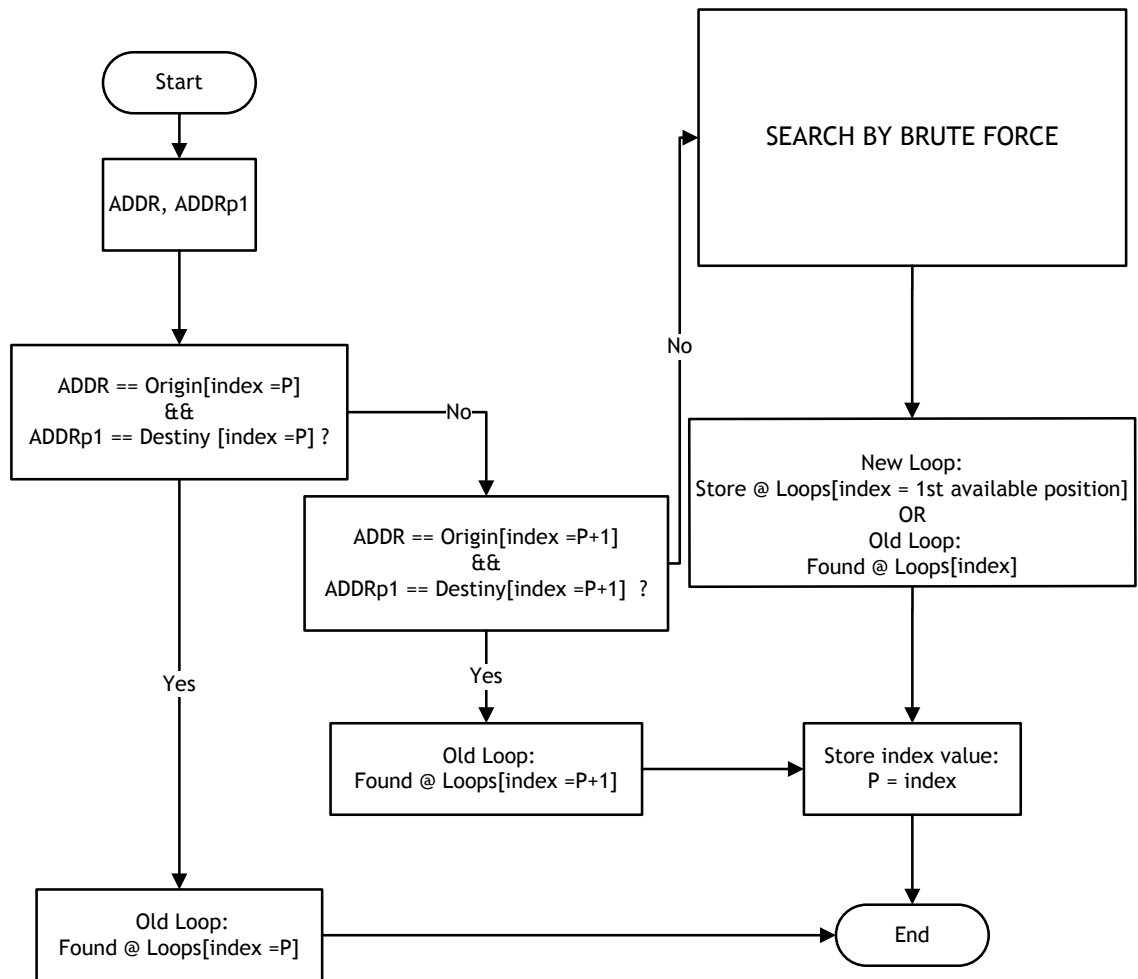 Start
ADDR, ADDRp1
ADDR == Origin[index =P]
&&
ADDRp1 == Destiny [index =P] ?
No
Yes
ADDR == Origin[index =P+1]
&&
ADDRp1 == Destiny[index =P+1]  ?
No
Yes
SEARCH BY BRUTE FORCE
New Loop:
Store @ Loops[index = 1st available position]
OR
Old Loop:
Found @ Loops[index]
Old Loop:
Found @ Loops[index =P+1]
Store index value:
P = index
Old Loop:
Found @ Loops[index =P]
End